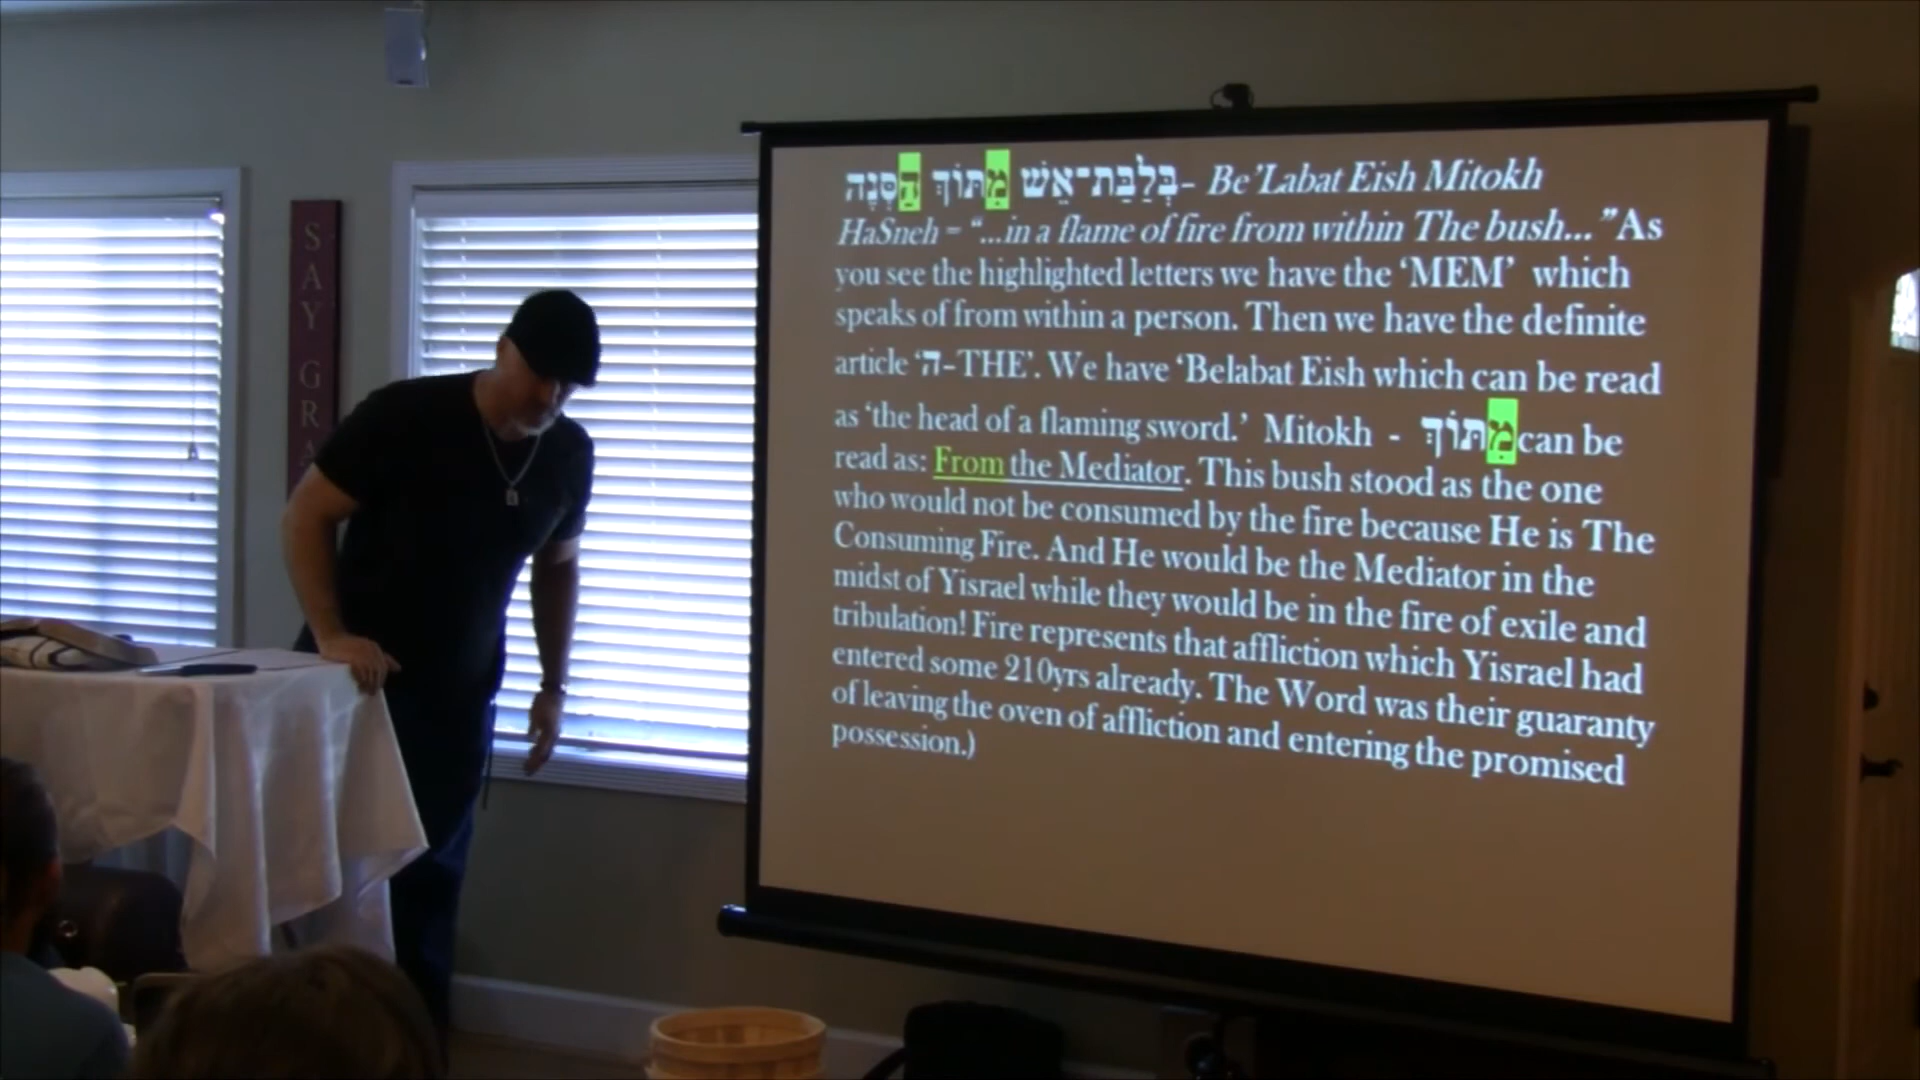 SAY GRA
בְּלַבַּת־אֵשׁ מִתּוֹךְ הַסְּנֶה– Be’Labat Eish Mitokh
HaSneh = “...in a flame of fire from within The bush...”As
you see the highlighted letters we have the ‘MEM’ which
speaks of from within a person. Then we have the definite
article ‘ה-THE’. We have ‘Belabat Eish which can be read
as ‘the head of a flaming sword.’ Mitokh - מִתּוֹךְ can be
read as: From the Mediator. This bush stood as the one
who would not be consumed by the fire because He is The
Consuming Fire. And He would be the Mediator in the
midst of Yisrael while they would be in the fire of exile and
tribulation! Fire represents that affliction which Yisrael had
entered some 210yrs already. The Word was their guaranty
of leaving the oven of affliction and entering the promised
possession.)